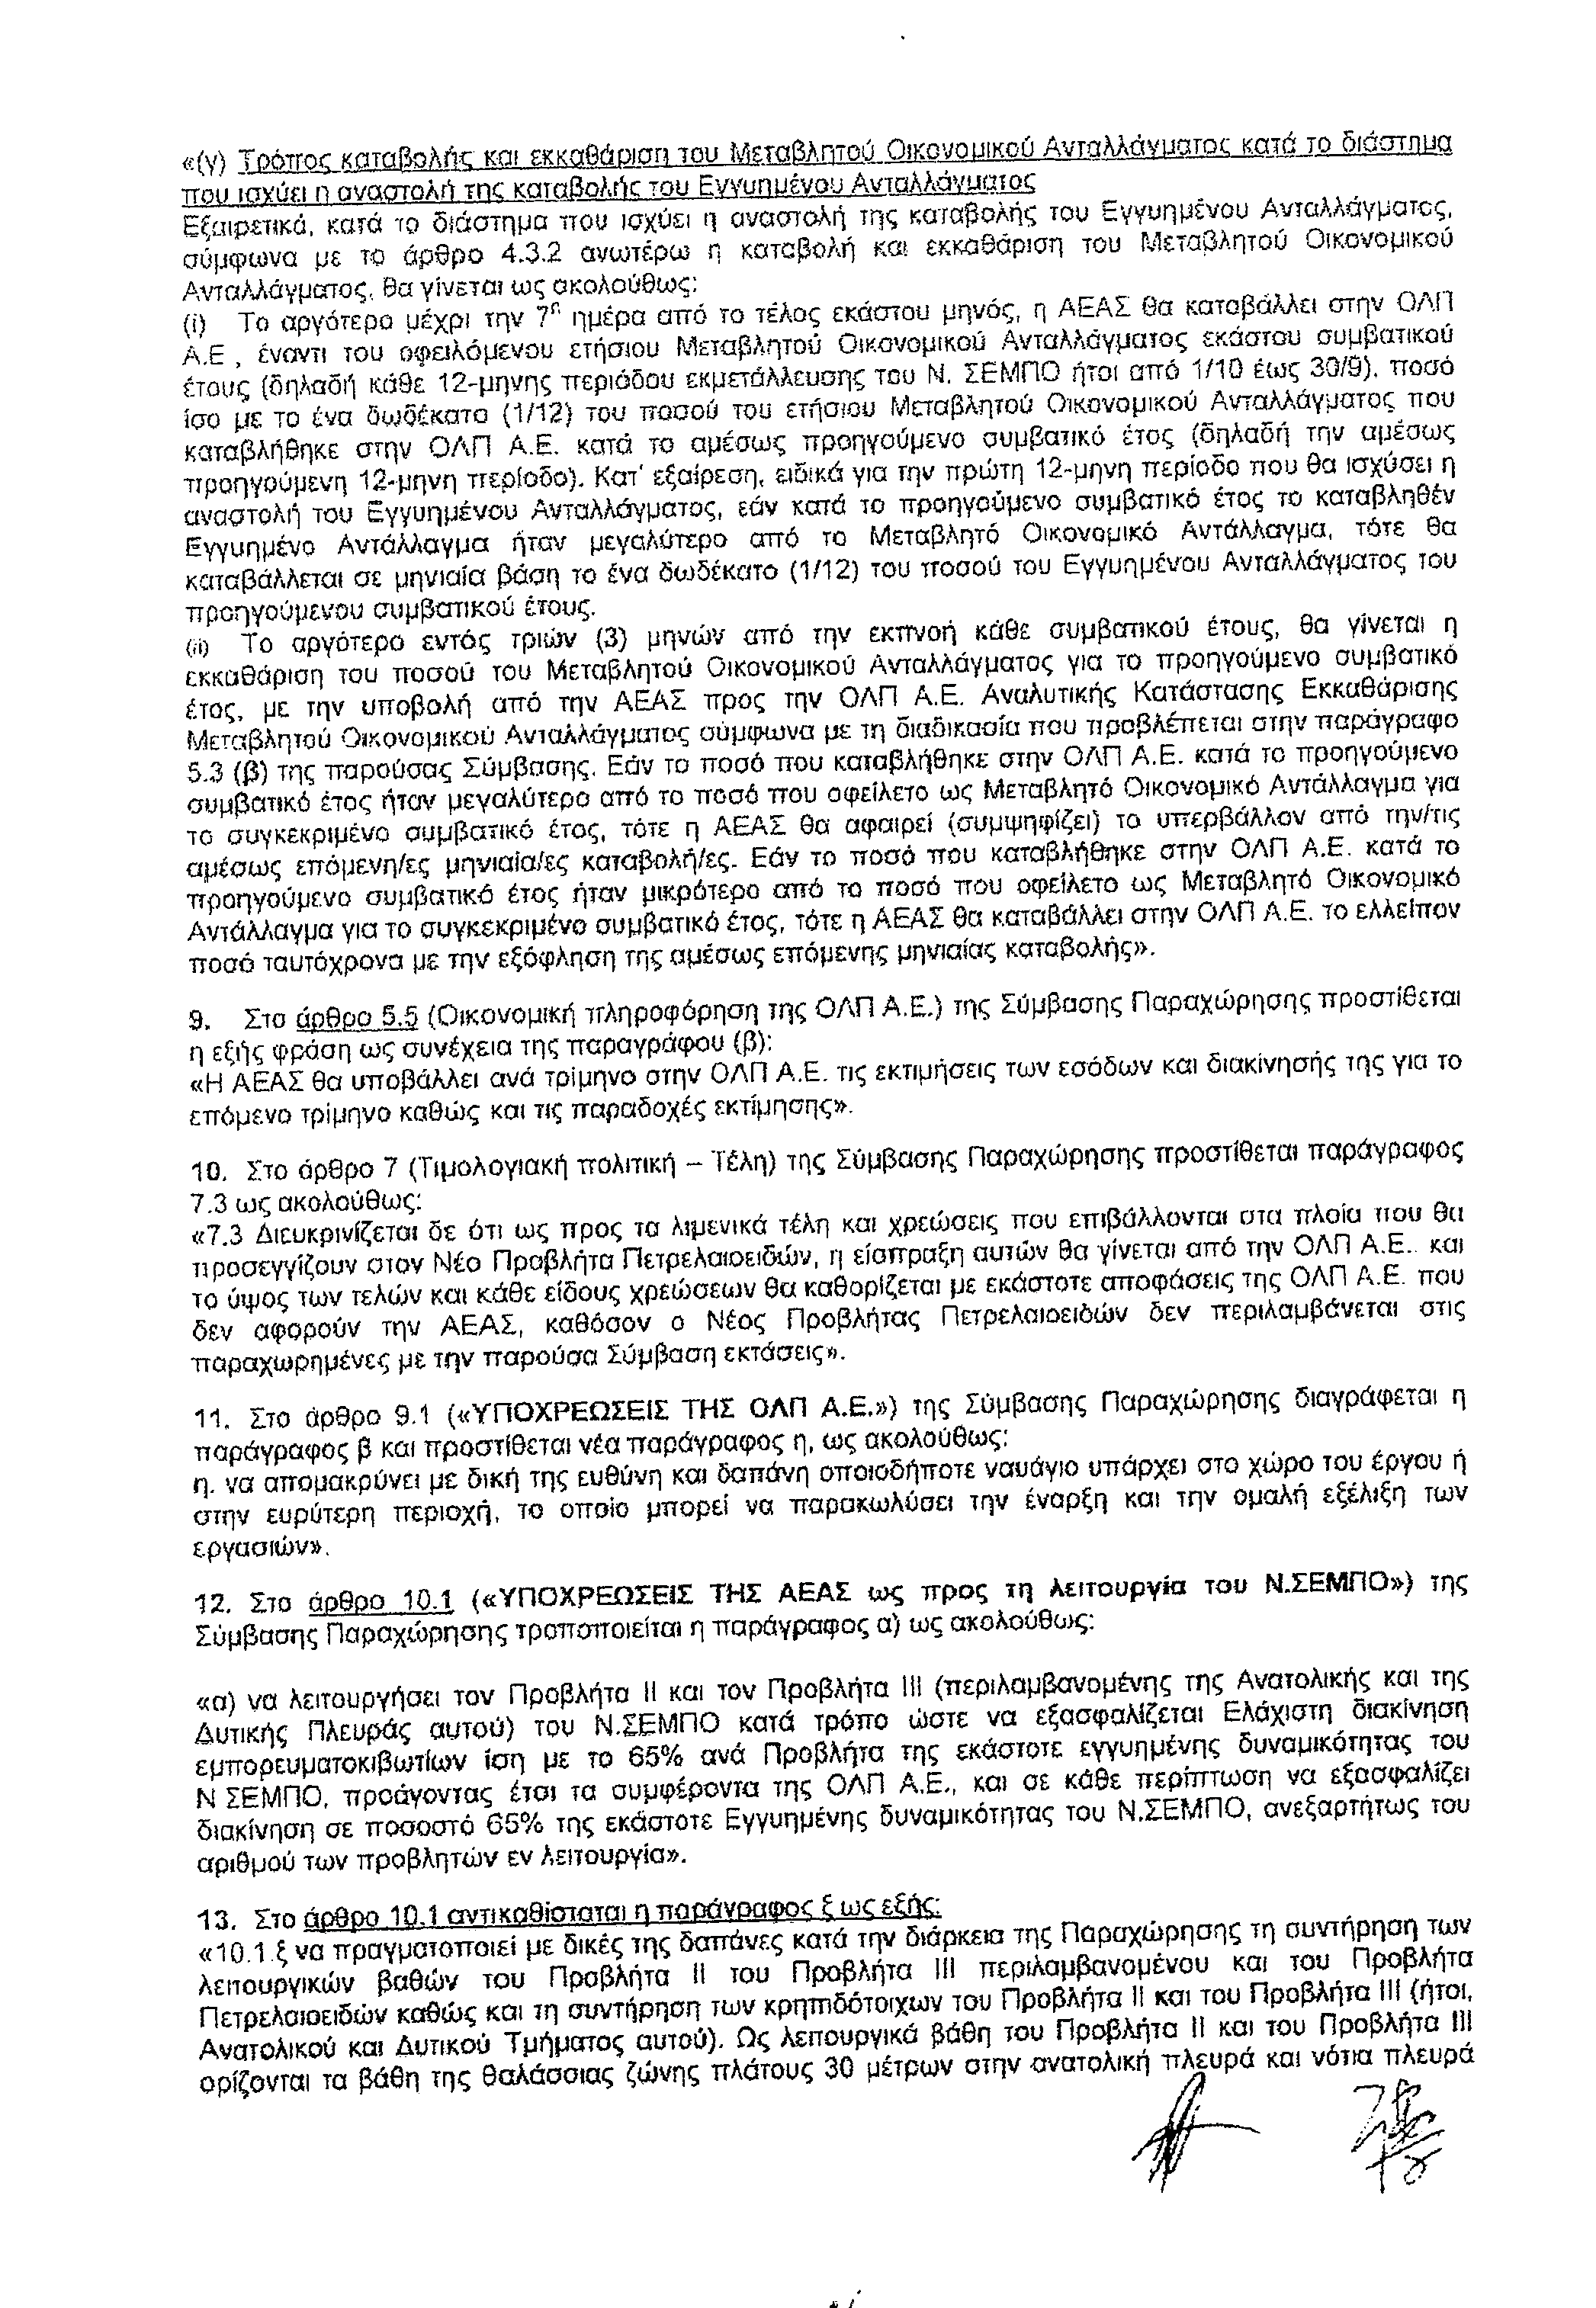 «(γ) Τρόπος καταβολής και εκκαθάριση του Μεταβλητού Οικονομικού Ανταλλάγματος κατά το διάστημα
που ισχύει η αναστολή της καταβολής του Εγγυημένου Ανταλλάγματος
Εξαιρετικά, κατά το διάστημα που ισχύει η αναστολή της καταβολής του Εγγυημένου Ανταλλάγματος,
σύμφωνα με το άρθρο 4.3.2 ανωτέρω η καταβολή και εκκαθάριση του Μεταβλητού Οικονομικού
Ανταλλάγματος, θα γίνεται ως ακολούθως:
(i) Το αργότερο μέχρι την 7η ημέρα από το τέλος εκάστου μηνός, η ΑΕΑΣ θα καταβάλλει στην ΟΛΠ
Α.Ε , έναντι του οφειλόμενου ετήσιου Μεταβλητού Οικονομικού Ανταλλάγματος εκάστου συμβατικού
έτους (δηλαδή κάθε 12-μηνης περιόδου εκμετάλλευσης του Ν. ΣΕΜΠΟ ήτοι από 1/10 έως 30/9), ποσό
ίσο με το ένα δωδέκατο (1/12) του ποσού του ετήσιου Μεταβλητού Οικονομικού Ανταλλάγματος που
καταβλήθηκε στην ΟΛΠ Α.Ε. κατά το αμέσως προηγούμενο συμβατικό έτος (δηλαδή την αμέσως
προηγούμενη 12-μηνη περίοδο). Κατ' εξαίρεση, ειδικά για την πρώτη 12-μηνη περίοδο που θα ισχύσει η
αναστολή του Εγγυημένου Ανταλλάγματος, εάν κατά το προηγούμενο συμβατικό έτος το καταβληθέν
Εγγυημένο Αντάλλαγμα ήταν μεγαλύτερο από το Μεταβλητό Οικονομικό Αντάλλαγμα, τότε θα
καταβάλλεται σε μηνιαία βάση το ένα δωδέκατο (1/12) του ποσού του Εγγυημένου Ανταλλάγματος του
προηγούμενου συμβατικού έτους.
(ii) Το αργότερο εντός τριών (3) μηνών από την εκπνοή κάθε συμβατικού έτους, θα γίνεται η
εκκαθάριση του ποσού του Μεταβλητού Οικονομικού Ανταλλάγματος για το προηγούμενο συμβατικό
έτος, με την υποβολή από την ΑΕΑΣ προς την ΟΛΠ Α.Ε. Αναλυτικής Κατάστασης Εκκαθάρισης
Μεταβλητού Οικονομικού Ανταλλάγματος σύμφωνα με τη διαδικασία που προβλέπεται στην παράγραφο
5.3 (β) της παρούσας Σύμβασης. Εάν το ποσό που καταβλήθηκε στην ΟΛΠ Α.Ε. κατά το προηγούμενο
συμβατικό έτος ήταν μεγαλύτερο από το ποσό που οφείλετο ως Μεταβλητό Οικονομικό Αντάλλαγμα για
το συγκεκριμένο συμβατικό έτος, τότε η ΑΕΑΣ θα αφαιρεί (συμψηφίζει) το υπερβάλλον από την/τις
αμέσως επόμενη/ες μηνιαία/ες καταβολή/ες. Εάν το ποσό που καταβλήθηκε στην ΟΛΠ Α.Ε. κατά το
προηγούμενο συμβατικό έτος ήταν μικρότερο από το ποσό που οφείλετο ως Μεταβλητό Οικονομικό
Αντάλλαγμα για το συγκεκριμένο συμβατικό έτος, τότε η ΑΕΑΣ θα καταβάλλει στην ΟΛΠ Α.Ε. το ελλείπον
ποσό ταυτόχρονα με την εξόφληση της αμέσως επόμενης μηνιαίας καταβολής».
9. Στο άρθρο 5.5 (Οικονομική πληροφόρηση της ΟΛΠ Α.Ε.) της Σύμβασης Παραχώρησης προστίθεται
η εξής φράση ως συνέχεια της παραγράφου (β):
«Η ΑΕΑΣ θα υποβάλλει ανά τρίμηνο στην ΟΛΠ Α.Ε. τις εκτιμήσεις των εσόδων και διακίνησής της για το
επόμενο τρίμηνο καθώς και τις παραδοχές εκτίμησης».
10. Στο άρθρο 7 (Τιμολογιακή πολιτική – Τέλη) της Σύμβασης Παραχώρησης προστίθεται παράγραφος
7.3 ως ακολούθως:
«7.3 Διευκρινίζεται δε ότι ως προς τα λιμενικά τέλη και χρεώσεις που επιβάλλονται στα πλοία που θα
προσεγγίζουν στον Νέο Προβλήτα Πετρελαιοειδών, η είσπραξη αυτών θα γίνεται από την ΟΛΠ Α.Ε. και
το ύψος των τελών και κάθε είδους χρεώσεων θα καθορίζεται με εκάστοτε αποφάσεις της ΟΛΠ Α.Ε. που
δεν αφορούν την ΑΕΑΣ, καθόσον ο Νέος Προβλήτας Πετρελαιοειδών δεν περιλαμβάνεται στις
παραχωρημένες με την παρούσα Σύμβαση εκτάσεις».
11. Στο άρθρο 9.1 («ΥΠΟΧΡΕΩΣΕΙΣ ΤΗΣ ΟΛΠ Α.Ε.») της Σύμβασης Παραχώρησης διαγράφεται η
παράγραφος β και προστίθεται νέα παράγραφος η, ως ακολούθως:
η. να απομακρύνει με δική της ευθύνη και δαπάνη οποιοδήποτε ναυάγιο υπάρχει στο χώρο του έργου ή
στην ευρύτερη περιοχή, το οποίο μπορεί να παρακωλύσει την έναρξη και την ομαλή εξέλιξη των
εργασιών».
12. Στο άρθρο 10.1 («ΥΠΟΧΡΕΩΣΕΙΣ ΤΗΣ ΑΕΑΣ ως προς τη λειτουργία του Ν.ΣΕΜΠΟ») της
Σύμβασης Παραχώρησης τροποποιείται η παράγραφος α) ως ακολούθως:
«α) να λειτουργήσει τον Προβλήτα ΙΙ και τον Προβλήτα ΙΙΙ (περιλαμβανομένης της Ανατολικής και της
Δυτικής Πλευράς αυτού) του Ν.ΣΕΜΠΟ κατά τρόπο ώστε να εξασφαλίζεται Ελάχιστη διακίνηση
εμπορευματοκιβωτίων ίση με το 65% ανά Προβλήτα της εκάστοτε εγγυημένης δυναμικότητας του
Ν ΣΕΜΠΟ, προάγοντας έτσι τα συμφέροντα της ΟΛΠ Α.Ε., και σε κάθε περίπτωση να εξασφαλίζει
διακίνηση σε ποσοστό 65% της εκάστοτε Εγγυημένης δυναμικότητας του Ν.ΣΕΜΠΟ, ανεξαρτήτως του
αριθμού των προβλητών εν λειτουργία».
13. Στο άρθρο 10.1 αντικαθίσταται η παράγραφος ξ ως εξής:
«10.1.ξ να πραγματοποιεί με δικές της δαπάνες κατά την διάρκεια της Παραχώρησης τη συντήρηση των
λειτουργικών βαθών του Προβλήτα ΙΙ του Προβλήτα ΙΙΙ περιλαμβανομένου και του Προβλήτα
Πετρελαιοειδών καθώς και τη συντήρηση των κρηπιδότοιχων του Προβλήτα ΙΙ και του Προβλήτα ΙΙΙ (ήτοι,
Ανατολικού και Δυτικού Τμήματος αυτού). Ως λειτουργικά βάθη του Προβλήτα ΙΙ και του Προβλήτα ΙΙΙ
ορίζονται τα βάθη της θαλάσσιας ζώνης πλάτους 30 μέτρων στην ανατολική πλευρά και νότια πλευρά